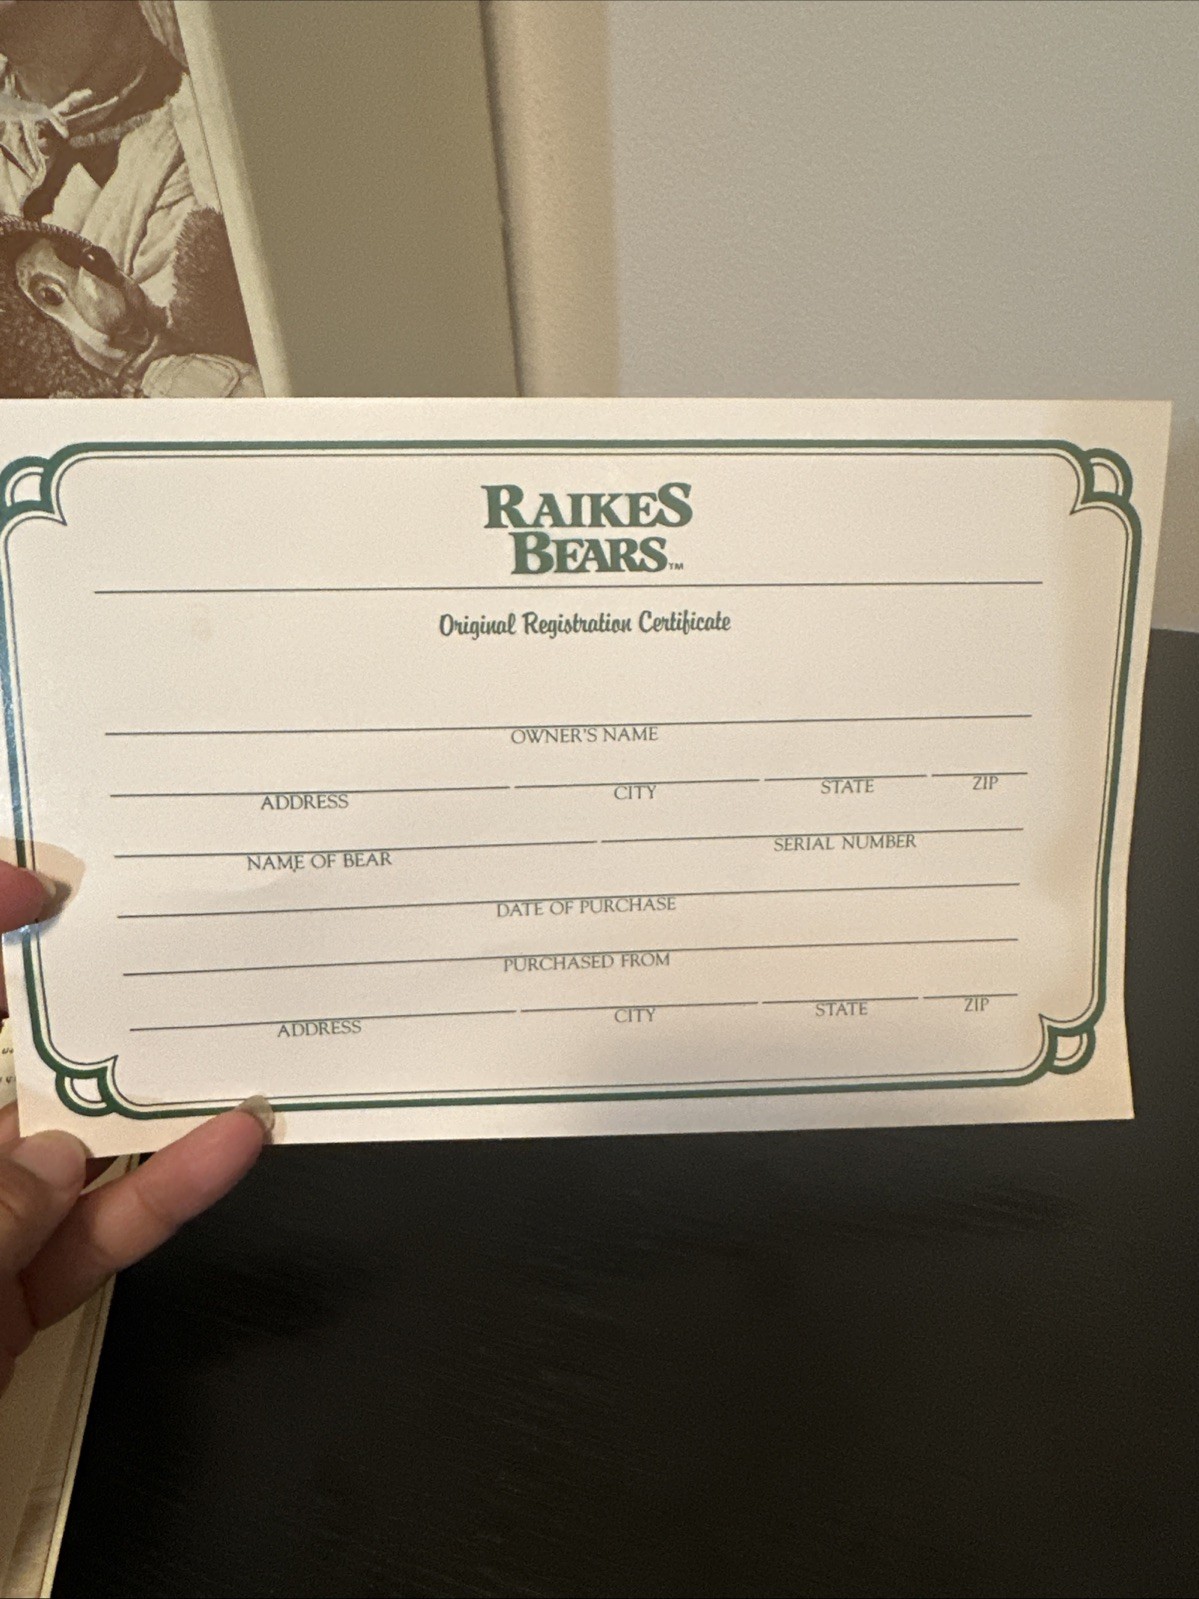 RAIKES
BEARS™
Original Registration Certificate
OWNER'S NAME
ADDRESS CITY STATE ZIP
NAME OF BEAR SERIAL NUMBER
DATE OF PURCHASE
PURCHASED FROM
ADDRESS CITY STATE ZIP